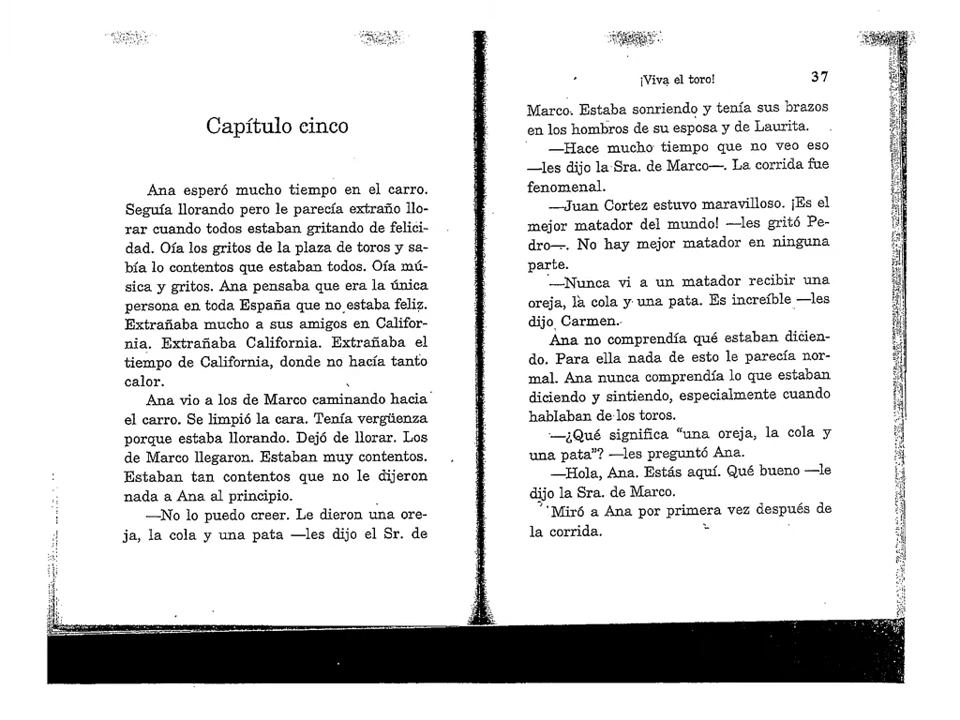 Capítulo cinco
Ana esperó mucho tiempo en el carro.
Seguía llorando pero le parecía extraño llo-
rar cuando todos estaban gritando de felici-
dad. Oía los gritos de la plaza de toros y sa-
bía lo contentos que estaban todos. Oía mú-
sica y gritos. Ana pensaba que era la única
persona en toda España que no estaba feliz.
Extrañaba mucho a sus amigos en Califor-
nia. Extrañaba California. Extrañaba el
tiempo de California, donde no hacía tanto
calor.
Ana vio a los de Marco caminando hacia
el carro. Se limpió la cara. Tenía vergüenza
porque estaba llorando. Dejó de llorar. Los
de Marco llegaron. Estaban muy contentos.
Estaban tan contentos que no le dijeron
nada a Ana al principio.
—No lo puedo creer. Le dieron una ore-
ja, la cola y una pata —les dijo el Sr. de
¡Viva el toro! 37
Marco. Estaba sonriendo y tenía sus brazos
en los hombros de su esposa y de Laurita.
—Hace mucho tiempo que no veo eso
—les dijo la Sra. de Marco—. La corrida fue
fenomenal.
—Juan Cortez estuvo maravilloso. ¡Es el
mejor matador del mundo! —les gritó Pe-
dro—. No hay mejor matador en ninguna
parte.
—Nunca vi a un matador recibir una
oreja, la cola y una pata. Es increíble —les
dijo Carmen.
Ana no comprendía qué estaban dicien-
do. Para ella nada de esto le parecía nor-
mal. Ana nunca comprendía lo que estaban
diciendo y sintiendo, especialmente cuando
hablaban de los toros.
—¿Qué significa “una oreja, la cola y
una pata”? —les preguntó Ana.
—Hola, Ana. Estás aquí. Qué bueno —le
dijo la Sra. de Marco.
Miró a Ana por primera vez después de
la corrida.